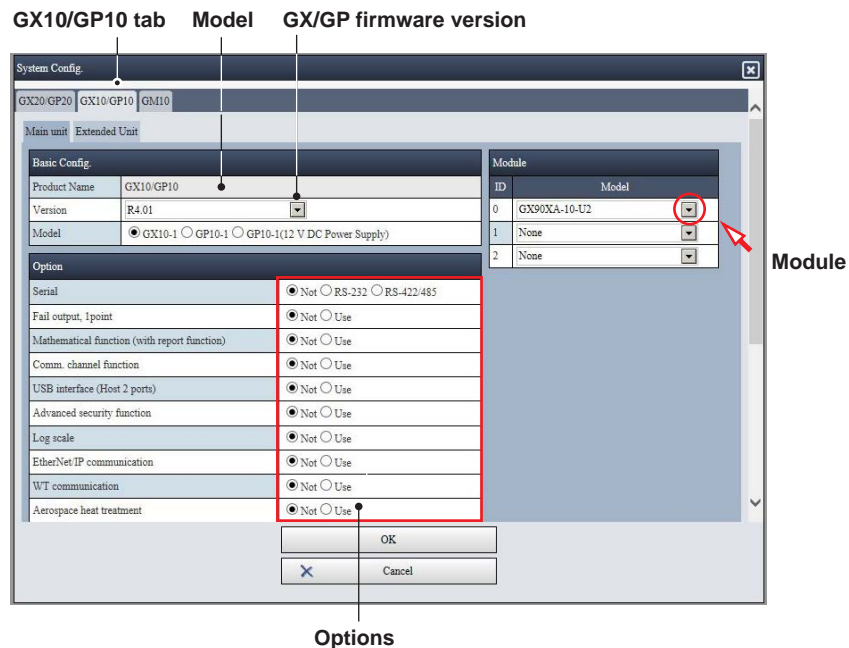 GX10/GP10 tab Model GX/GP firmware version
System Config.
GX20/GP20 GX10/GP10 GM10
Main unit Extended Unit
Basic Config.
Product Name GX10/GP10
Version R4.01
Model GX10-1 GP10-1 GP10-1(12 V DC Power Supply)
Module
ID Model
0 GX90XA-10-U2
1 None
2 None
Module
Option
Serial Not RS-232 RS-422/485
Fail output, 1point Not Use
Mathematical function (with report function) Not Use
Comm. channel function Not Use
USB interface (Host 2 ports) Not Use
Advanced security function Not Use
Log scale Not Use
EtherNet/IP communication Not Use
WT communication Not Use
Aerospace heat treatment Not Use
OK
Cancel
Options